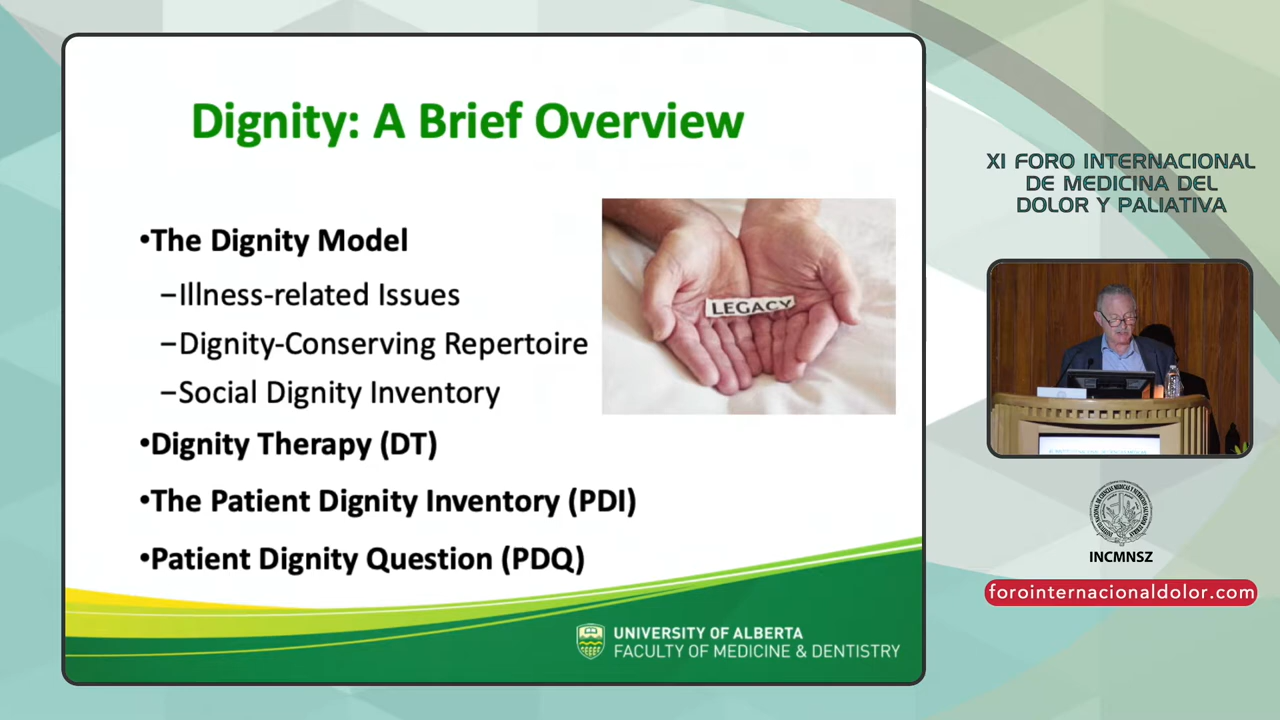 Dignity: A Brief Overview
•The Dignity Model
–Illness-related Issues
–Dignity-Conserving Repertoire
–Social Dignity Inventory
•Dignity Therapy (DT)
•The Patient Dignity Inventory (PDI)
•Patient Dignity Question (PDQ)
LEGACY
UNIVERSITY OF ALBERTA
FACULTY OF MEDICINE & DENTISTRY
XI FORO INTERNACIONAL
DE MEDICINA DEL
DOLOR Y PALIATIVA
INCMNSZ
forointernacionaldolor.com